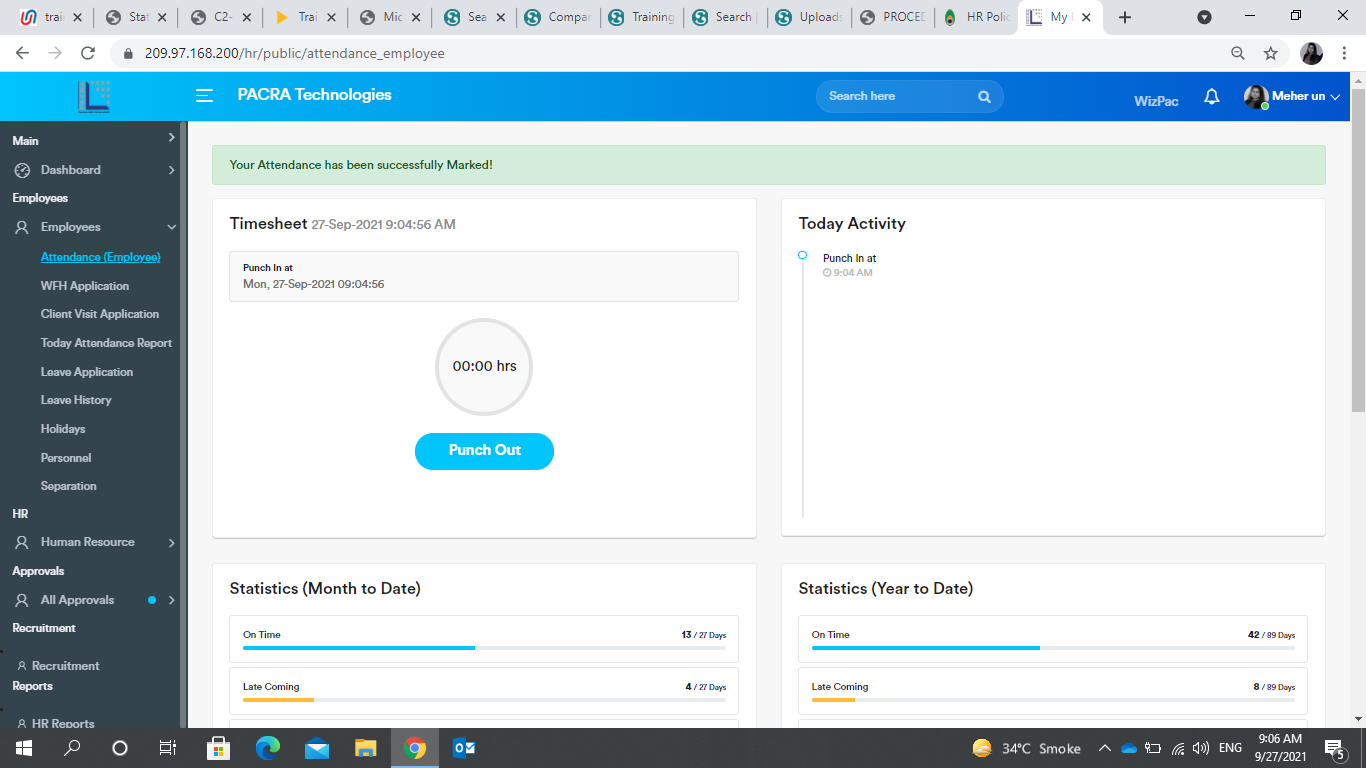 trai
Stat
C2-
Trai
Mic
Sea
Compar
Training
Search |
Uploads
PROCED
HR Polic
My
209.97.168.200/hr/public/attendance_employee
PACRA Technologies
Search here
WizPac
Meher un
Main
Dashboard
Employees
Employees
Attendance (Employee)
WFH Application
Client Visit Application
Today Attendance Report
Leave Application
Leave History
Holidays
Personnel
Separation
HR
Human Resource
Approvals
All Approvals
Recruitment
Recruitment
Reports
HR Reports
Your Attendance has been successfully Marked!
Timesheet 27-Sep-2021 9:04:56 AM
Punch In at
Mon, 27-Sep-2021 09:04:56
00:00 hrs
Punch Out
Today Activity
Punch In at
9:04 AM
Statistics (Month to Date)
On Time 13 / 27 Days
Late Coming 4 / 27 Days
Statistics (Year to Date)
On Time 42 / 89 Days
Late Coming 8 / 89 Days
34°C Smoke
ENG
9:06 AM
9/27/2021
5